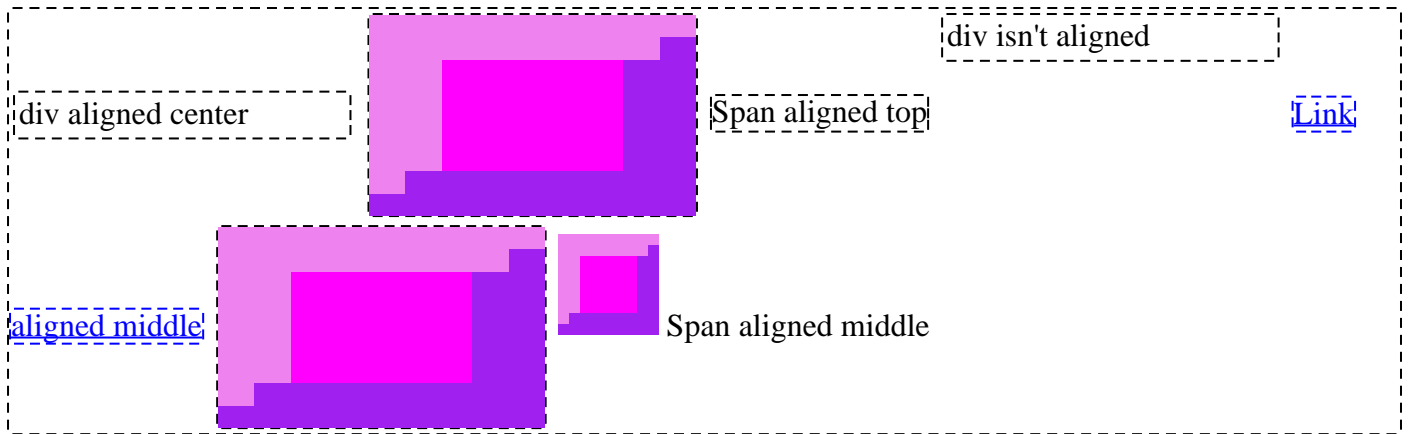 div aligned center
Span aligned top
div isn't aligned
Link
aligned middle
Span aligned middle